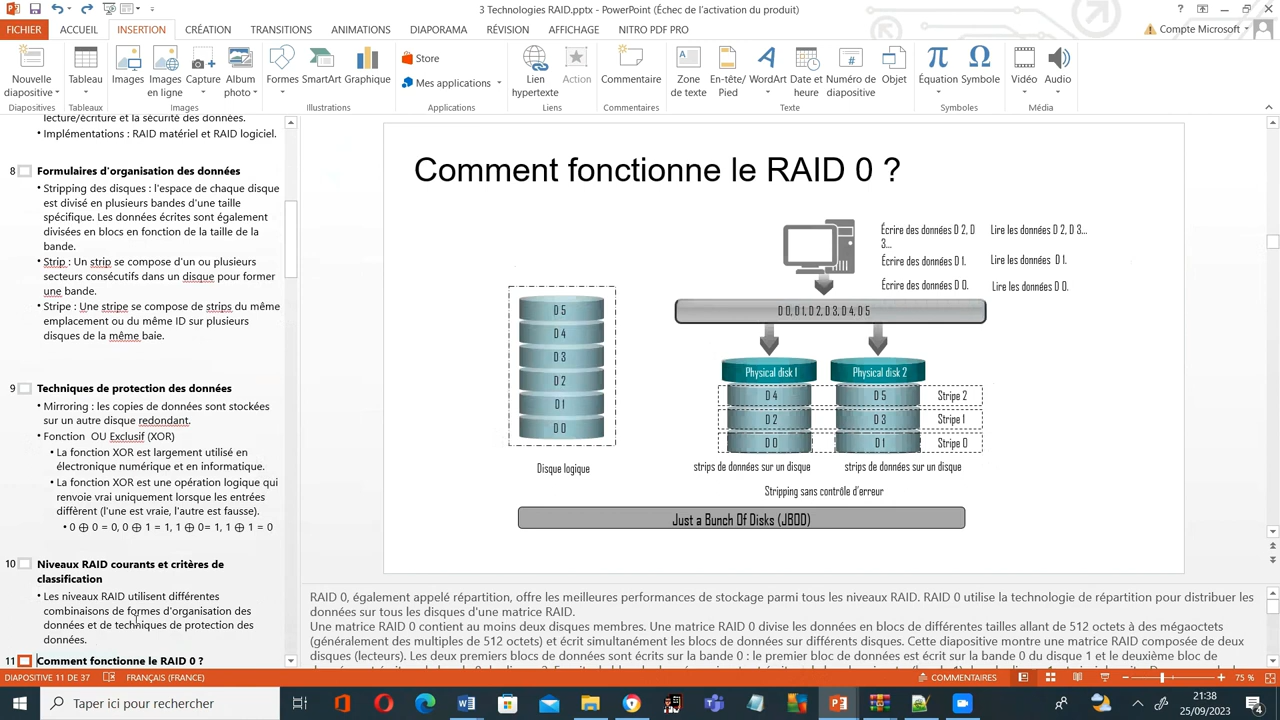 3 Technologies RAID.pptx - PowerPoint (Échec de l'activation du produit)
FICHIER ACCUEIL INSERTION CRÉATION TRANSITIONS ANIMATIONS DIAPORAMA RÉVISION AFFICHAGE NITRO PDF PRO
Compte Microsoft
Nouvelle diapositive
Tableau
Images
Images en ligne
Capture
Album photo
Formes
SmartArt
Graphique
Store
Mes applications
Lien hypertexte
Action
Commentaire
Zone de texte
En-tête/ Pied
WordArt
Date et heure
Numéro de diapositive
Objet
Équation
Symbole
Vidéo
Audio
Diapositives Tableaux Images Illustrations Applications Liens Commentaires Texte Symboles Média
lecture/écriture et la sécurité des données.
• Implémentations : RAID matériel et RAID logiciel.
8 Formulaires d'organisation des données
• Stripping des disques : l'espace de chaque disque
est divisé en plusieurs bandes d'une taille
spécifique. Les données écrites sont également
divisées en blocs en fonction de la taille de la
bande.
• Strip : Un strip se compose d'un ou plusieurs
secteurs consécutifs dans un disque pour former
une bande.
• Stripe : Une stripe se compose de strips du même
emplacement ou du même ID sur plusieurs
disques de la même baie.
9 Techniques de protection des données
• Mirroring : les copies de données sont stockées
sur un autre disque redondant.
• Fonction OU Exclusif (XOR)
• La fonction XOR est largement utilisé en
électronique numérique et en informatique.
• La fonction XOR est une opération logique qui
renvoie vrai uniquement lorsque les entrées
diffèrent (l'une est vraie, l'autre est fausse).
• 0 ⊕ 0 = 0, 0 ⊕ 1 = 1, 1 ⊕ 0= 1, 1 ⊕ 1 = 0
10 Niveaux RAID courants et critères de
classification
• Les niveaux RAID utilisent différentes
combinaisons de formes d'organisation des
données et de techniques de protection des
données.
11 Comment fonctionne le RAID 0 ?
Comment fonctionne le RAID 0 ?
Écrire des données D 2, D
3...
Lire les données D 2, D 3...
Écrire des données D 1.
Lire les données D 1.
Écrire des données D 0.
Lire les données D 0.
D 0, D 1, D 2, D 3, D 4, D 5
D 5
D 4
D 3
D 2
D 1
D 0
Disque logique
Physical disk 1 Physical disk 2
D 4 D 5 Stripe 2
D 2 D 3 Stripe 1
D 0 D 1 Stripe 0
strips de données sur un disque strips de données sur un disque
Stripping sans contrôle d'erreur
Just a Bunch Of Disks (JBOD)
RAID 0, également appelé répartition, offre les meilleures performances de stockage parmi tous les niveaux RAID. RAID 0 utilise la technologie de répartition pour distribuer les
données sur tous les disques d'une matrice RAID.
Une matrice RAID 0 contient au moins deux disques membres. Une matrice RAID 0 divise les données en blocs de différentes tailles allant de 512 octets à des mégaoctets
(généralement des multiples de 512 octets) et écrit simultanément les blocs de données sur différents disques. Cette diapositive montre une matrice RAID composée de deux
disques (lecteurs). Les deux premiers blocs de données sont écrits sur la bande 0 : le premier bloc de données est écrit sur la bande 0 du disque 1 et le deuxième bloc de
DIAPOSITIVE 11 DE 37 FRANÇAIS (FRANCE) COMMENTAIRES 75 %
Taper ici pour rechercher
21:38
25/09/2023
4